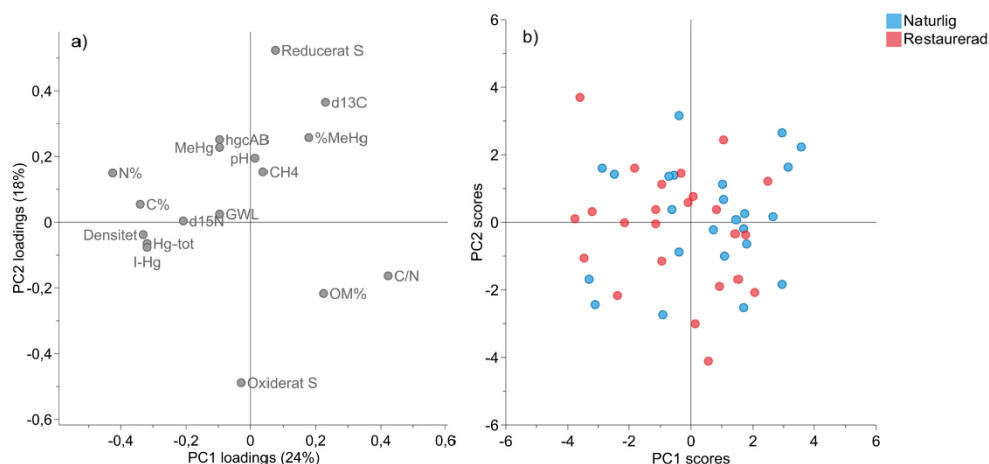 a)
Reducerat S
d13C
%MeHg
hgcAB
MeHg
pH
CH4
N%
C%
GWL
d15N
Densitet
Hg-tot
I-Hg
C/N
OM%
Oxiderat S
0,4
0,2
0
-0,2
-0,4
-0,6
PC2 loadings (18%)
-0,4
-0,2
0
0,2
0,4
0,6
PC1 loadings (24%)
b)
Naturlig
Restaurerad
6
4
2
0
-2
-4
-6
PC2 scores
-6
-4
-2
0
2
4
6
PC1 scores